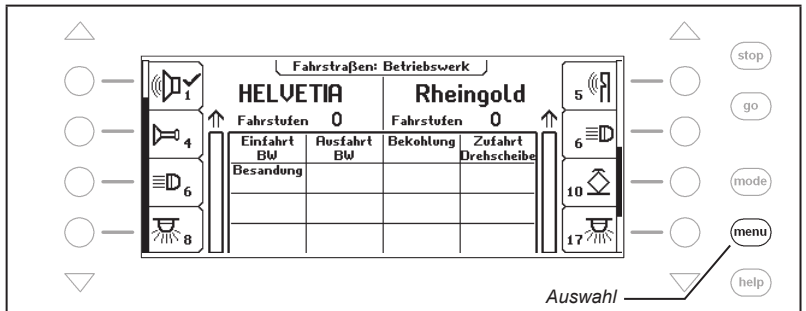 Fahrstraßen: Betriebswerk
HELVETIA Rheingold
Fahrstufen 0 Fahrstufen 0
Einfahrt BW Ausfahrt BW Bekohlung Zufahrt Drehscheibe
Besandung
1
4
6
8
5
6
10
17
stop
go
mode
menu
help
Auswahl